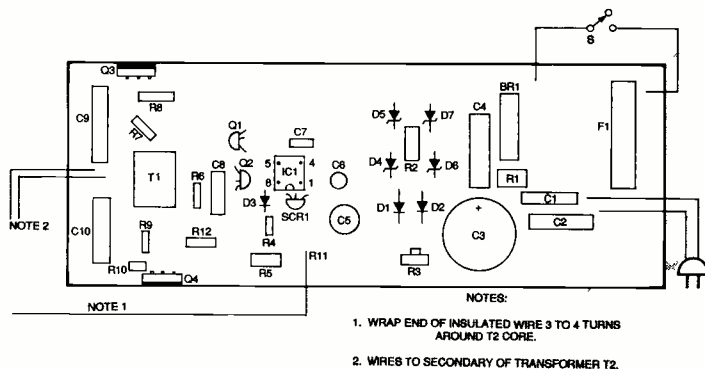 S
Q3
R8
C9
R7
T1
Q1
Q2
C8
R6
C7
5 4
IC1
8 1
D3
SCR1
R4
C6
C5
D5 D7
R2
D4 D6
D1 D2
C4
BR1
R1
F1
C1
C2
+
C3
NOTE 2
C10
R9
R12
R10
Q4
R5
R11
R3
NOTE 1
NOTES:
1. WRAP END OF INSULATED WIRE 3 TO 4 TURNS
AROUND T2 CORE.
2. WIRES TO SECONDARY OF TRANSFORMER T2.